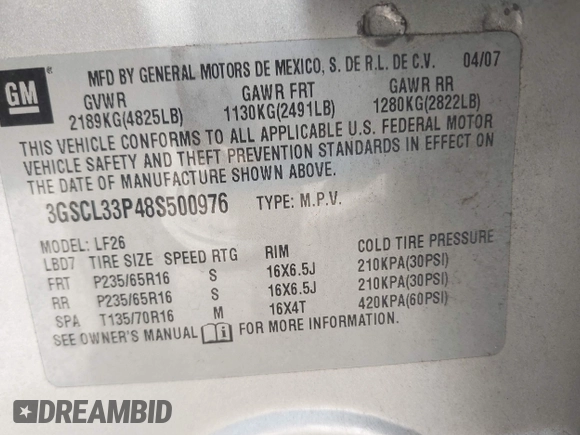 GM
MFD BY GENERAL MOTORS DE MEXICO, S. DE R.L. DE C.V. 04/07
GVWR GAWR FRT GAWR RR
2189KG(4825LB) 1130KG(2491LB) 1280KG(2822LB)
THIS VEHICLE CONFORMS TO ALL APPLICABLE U.S. FEDERAL MOTOR
VEHICLE SAFETY AND THEFT PREVENTION STANDARDS IN EFFECT ON
THE DATE OF MANUFACTURE SHOWN ABOVE.
3GSCL33P48S500976 TYPE: M.P.V.
MODEL: LF26
LBD7 TIRE SIZE SPEED RTG RIM COLD TIRE PRESSURE
FRT P235/65R16 S 16X6.5J 210KPA(30PSI)
RR P235/65R16 S 16X6.5J 210KPA(30PSI)
SPA T135/70R16 M 16X4T 420KPA(60PSI)
SEE OWNER'S MANUAL FOR MORE INFORMATION.
DREAMBID